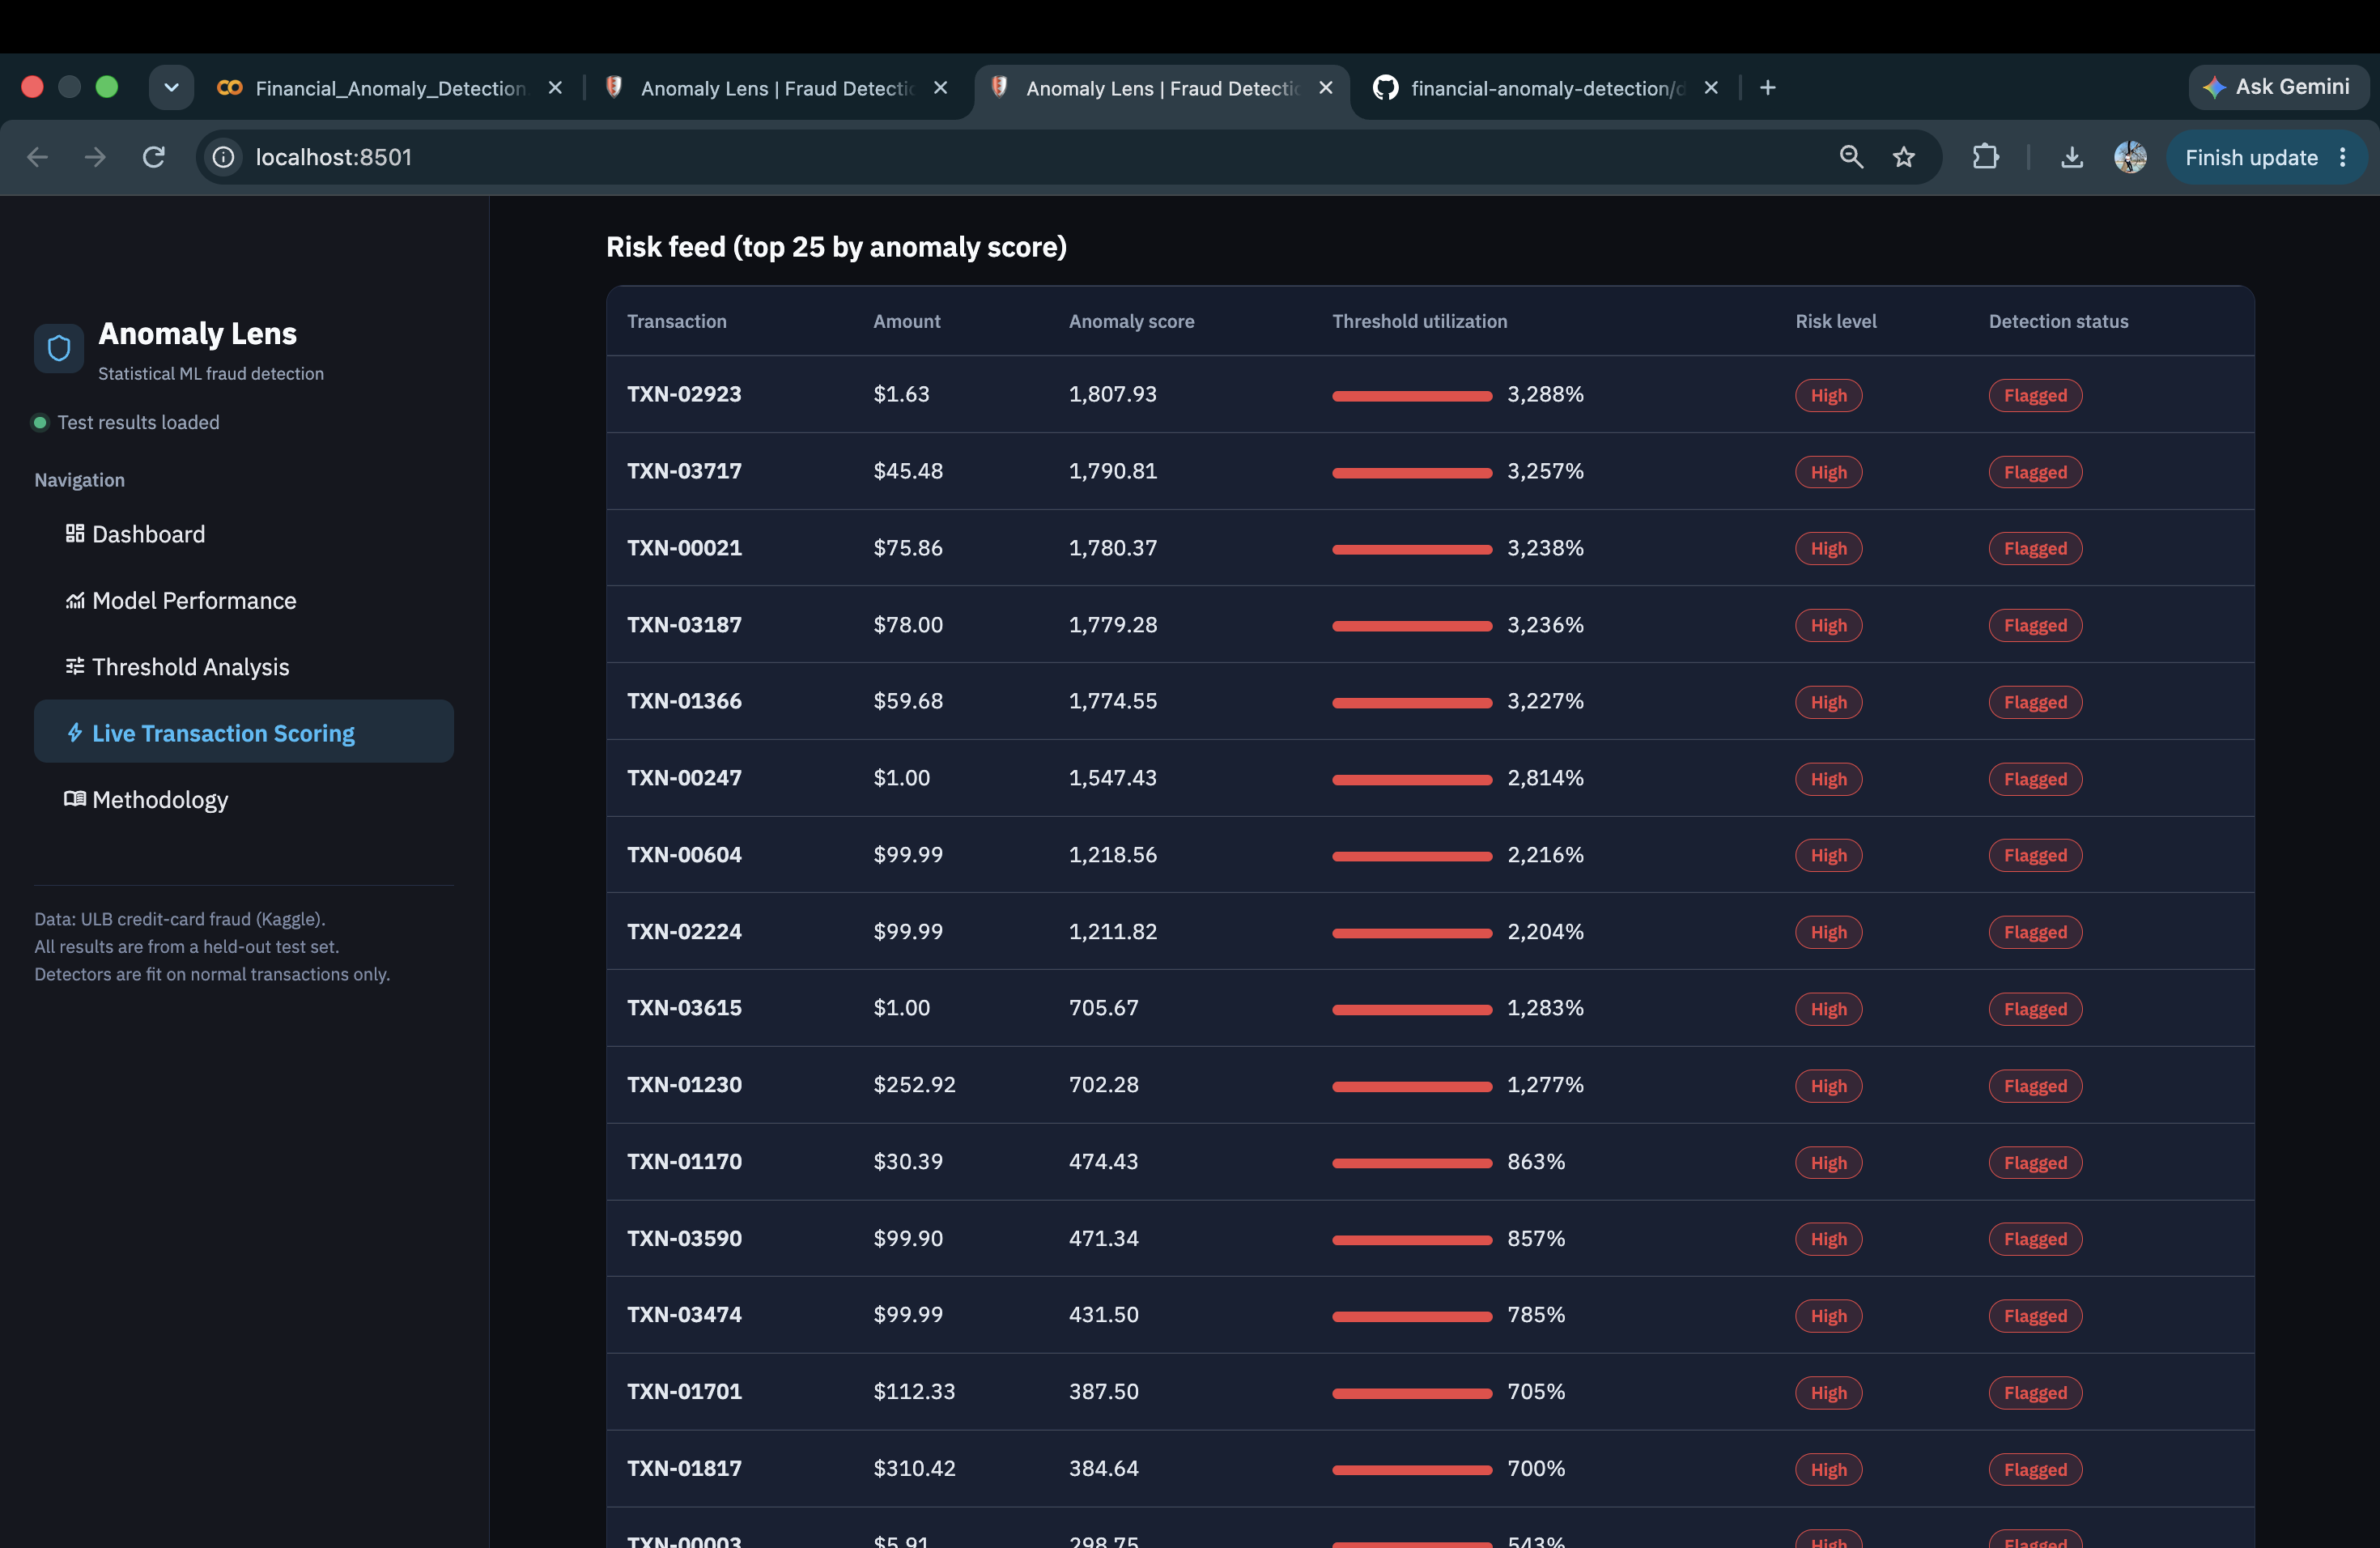 Financial_Anomaly_Detection
Anomaly Lens | Fraud Detectic
Anomaly Lens | Fraud Detectic
financial-anomaly-detection/d
Ask Gemini
localhost:8501
Finish update
Anomaly Lens
Statistical ML fraud detection
Test results loaded
Navigation
Dashboard
Model Performance
Threshold Analysis
Live Transaction Scoring
Methodology
Data: ULB credit-card fraud (Kaggle).
All results are from a held-out test set.
Detectors are fit on normal transactions only.
Risk feed (top 25 by anomaly score)
Transaction Amount Anomaly score Threshold utilization Risk level Detection status
TXN-02923 $1.63 1,807.93 3,288% High Flagged
TXN-03717 $45.48 1,790.81 3,257% High Flagged
TXN-00021 $75.86 1,780.37 3,238% High Flagged
TXN-03187 $78.00 1,779.28 3,236% High Flagged
TXN-01366 $59.68 1,774.55 3,227% High Flagged
TXN-00247 $1.00 1,547.43 2,814% High Flagged
TXN-00604 $99.99 1,218.56 2,216% High Flagged
TXN-02224 $99.99 1,211.82 2,204% High Flagged
TXN-03615 $1.00 705.67 1,283% High Flagged
TXN-01230 $252.92 702.28 1,277% High Flagged
TXN-01170 $30.39 474.43 863% High Flagged
TXN-03590 $99.90 471.34 857% High Flagged
TXN-03474 $99.99 431.50 785% High Flagged
TXN-01701 $112.33 387.50 705% High Flagged
TXN-01817 $310.42 384.64 700% High Flagged
TXN-00003 $5.91 298.75 543% High Flagged